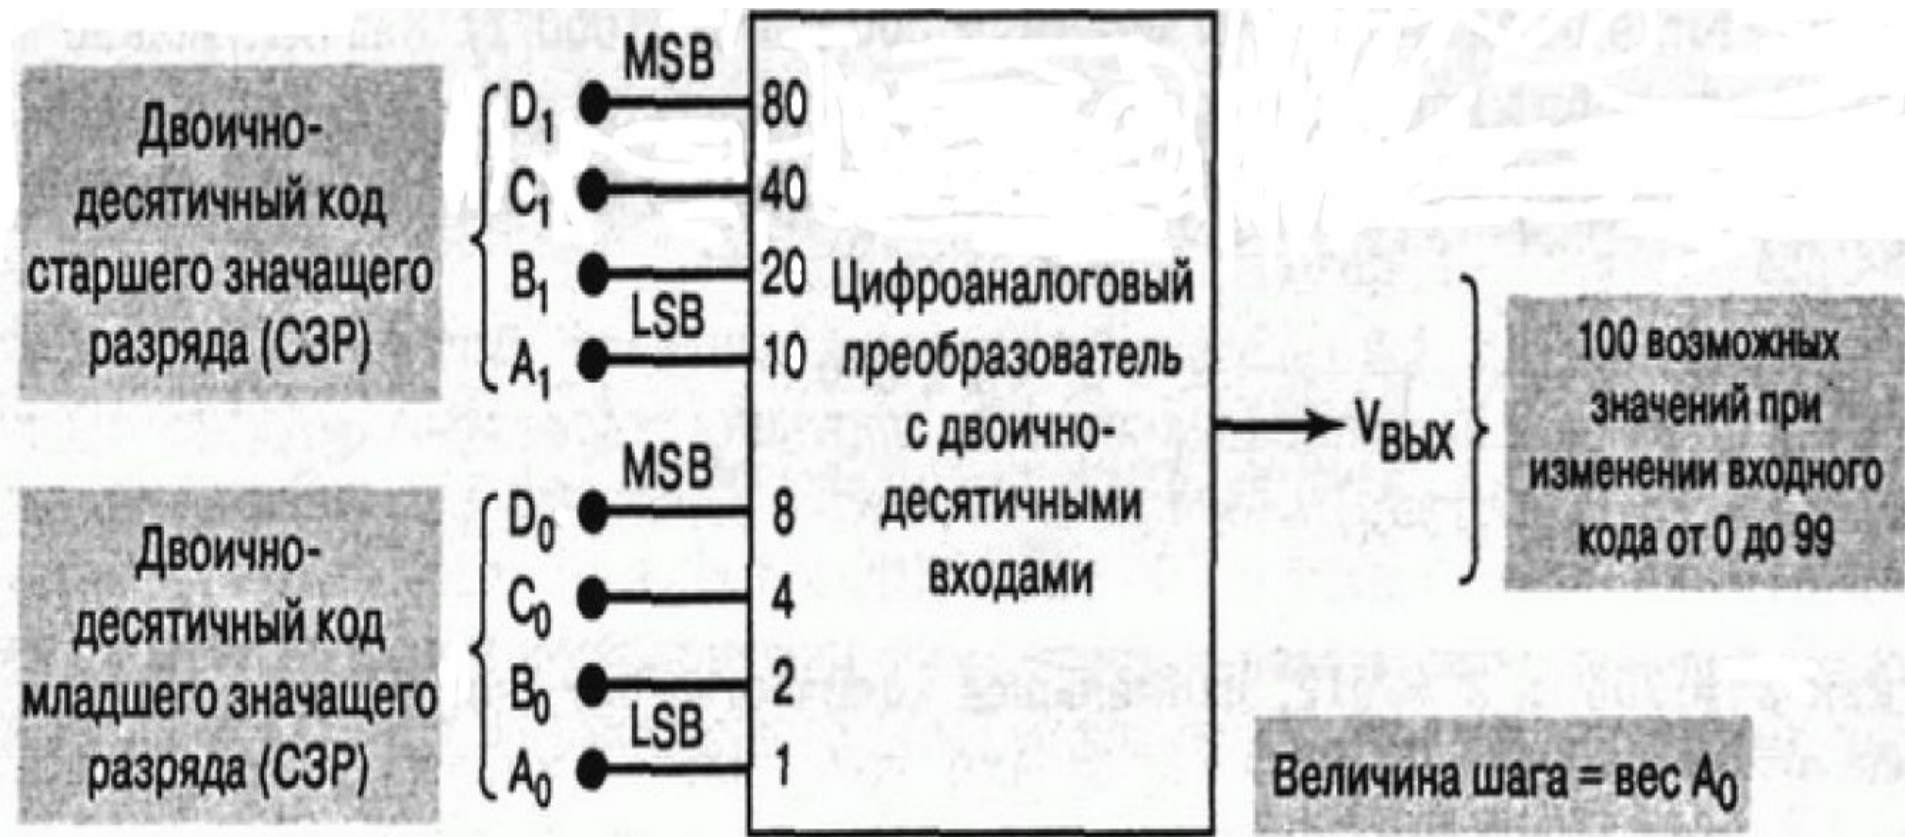 Двоично-
десятичный код
старшего значащего
разряда (СЗР)
D1
MSB
80
C1
40
B1
20
A1
LSB
10
Двоично-
десятичный код
младшего значащего
разряда (СЗР)
D0
MSB
8
C0
4
B0
2
A0
LSB
1
Цифроаналоговый
преобразователь
с двоично-
десятичными
входами
VВЫХ
100 возможных
значений при
изменении входного
кода от 0 до 99
Величина шага = вес A0